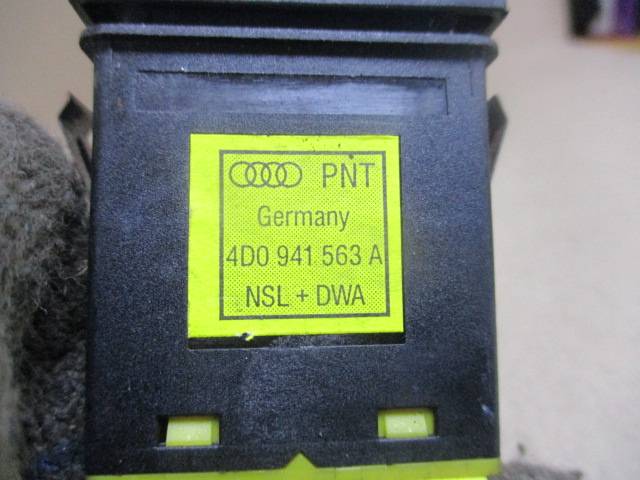 PNT
Germany
4D0 941 563 A
NSL + DWA